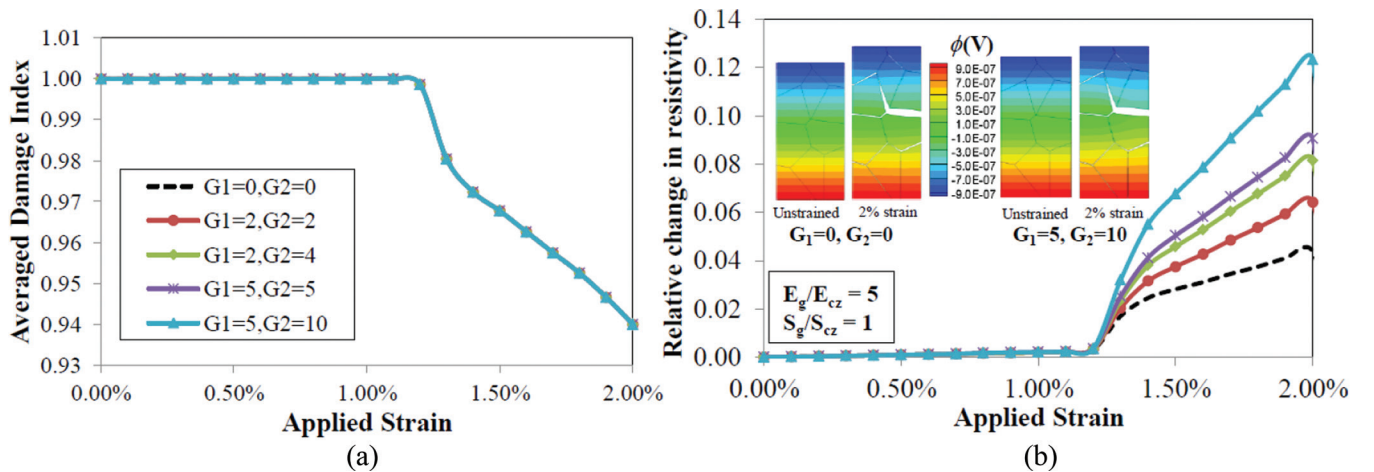 Averaged Damage Index
1.01
1.00
0.99
0.98
0.97
0.96
0.95
0.94
0.93
G1=0,G2=0
G1=2,G2=2
G1=2,G2=4
G1=5,G2=5
G1=5,G2=10
0.00% 0.50% 1.00% 1.50% 2.00%
Applied Strain
(a)
Relative change in resistivity
0.14
0.12
0.10
0.08
0.06
0.04
0.02
0.00
ϕ(V)
9.0E-07
7.0E-07
5.0E-07
3.0E-07
1.0E-07
-1.0E-07
-3.0E-07
-5.0E-07
-7.0E-07
-9.0E-07
Unstrained 2% strain
G1=0, G2=0
Unstrained 2% strain
G1=5, G2=10
Eg/Ecz = 5
Sg/Scz = 1
0.00% 0.50% 1.00% 1.50% 2.00%
Applied Strain
(b)